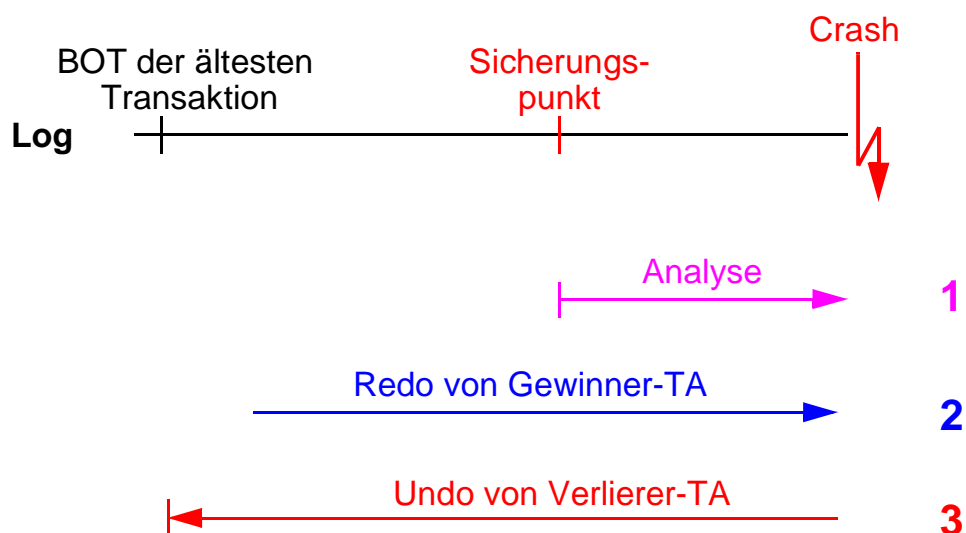 Crash
BOT der ältesten
Transaktion
Sicherungs-
punkt
Log
Analyse
1
Redo von Gewinner-TA
2
Undo von Verlierer-TA
3